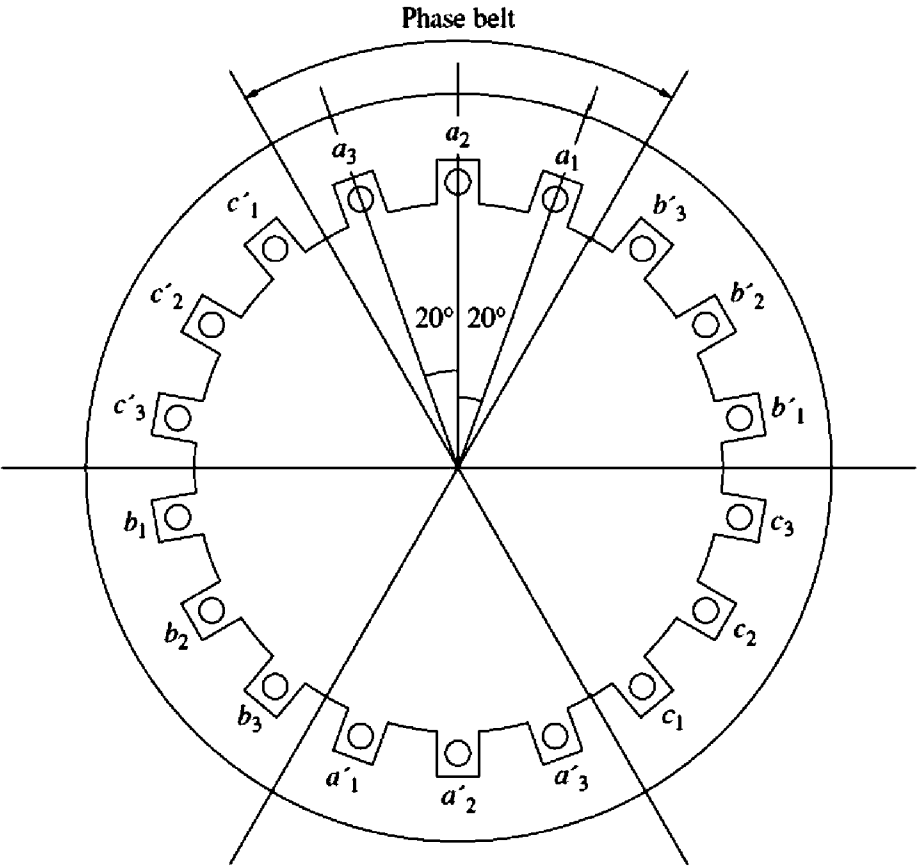 Phase belt
a₂
a₃
a₁
c′₁
b′₃
c′₂
b′₂
20° 20°
c′₃
b′₁
b₁
c₃
b₂
c₂
b₃
c₁
a′₁
a′₃
a′₂